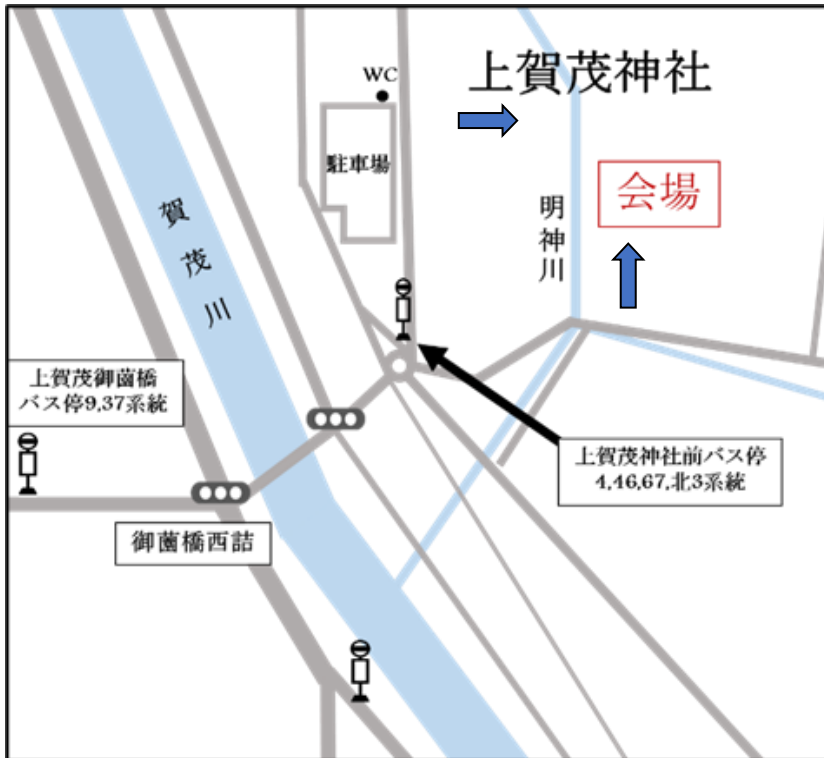 上賀茂神社
WC
駐車場
会場
明神川
賀茂川
上賀茂御薗橋
バス停9,37系統
上賀茂神社前バス停
4,46,67,北3系統
御薗橋西詰